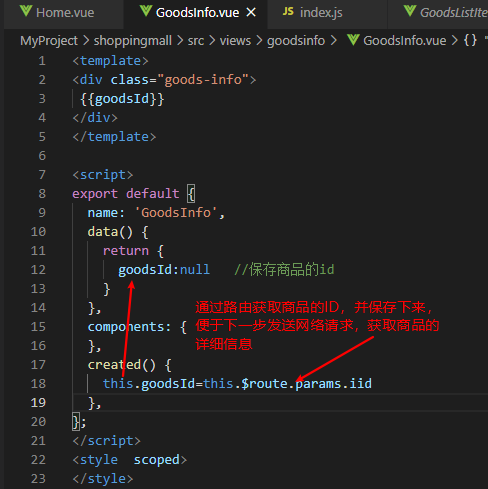 Home.vue GoodsInfo.vue × JS index.js GoodsListIte
MyProject > shoppingmall > src > views > goodsinfo > GoodsInfo.vue > {} "
1 <template>
2 <div class="goods-info">
3 {{goodsId}}
4 </div>
5 </template>
6
7 <script>
8 export default {
9 name: 'GoodsInfo',
10 data() {
11 return {
12 goodsId:null //保存商品的id
13 }
14 },
通过路由获取商品的ID，并保存下来，
15 components: {
便于下一步发送网络请求，获取商品的
16 },
详细信息
17 created() {
18 this.goodsId=this.$route.params.iid
19 },
20 };
21 </script>
22 <style scoped>
23 </style>